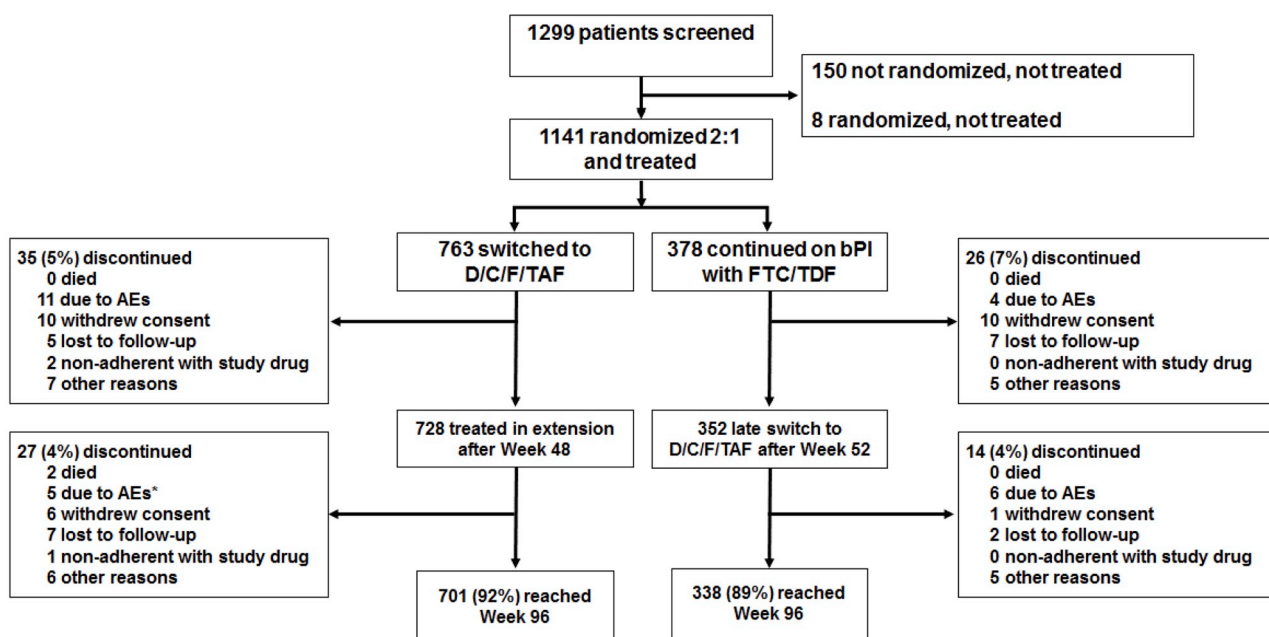 1299 patients screened
150 not randomized, not treated
8 randomized, not treated
1141 randomized 2:1
and treated
763 switched to
D/C/F/TAF
378 continued on bPI
with FTC/TDF
35 (5%) discontinued
0 died
11 due to AEs
10 withdrew consent
5 lost to follow-up
2 non-adherent with study drug
7 other reasons
26 (7%) discontinued
0 died
4 due to AEs
10 withdrew consent
7 lost to follow-up
0 non-adherent with study drug
5 other reasons
728 treated in extension
after Week 48
352 late switch to
D/C/F/TAF after Week 52
27 (4%) discontinued
2 died
5 due to AEs*
6 withdrew consent
7 lost to follow-up
1 non-adherent with study drug
6 other reasons
14 (4%) discontinued
0 died
6 due to AEs
1 withdrew consent
2 lost to follow-up
0 non-adherent with study drug
5 other reasons
701 (92%) reached
Week 96
338 (89%) reached
Week 96